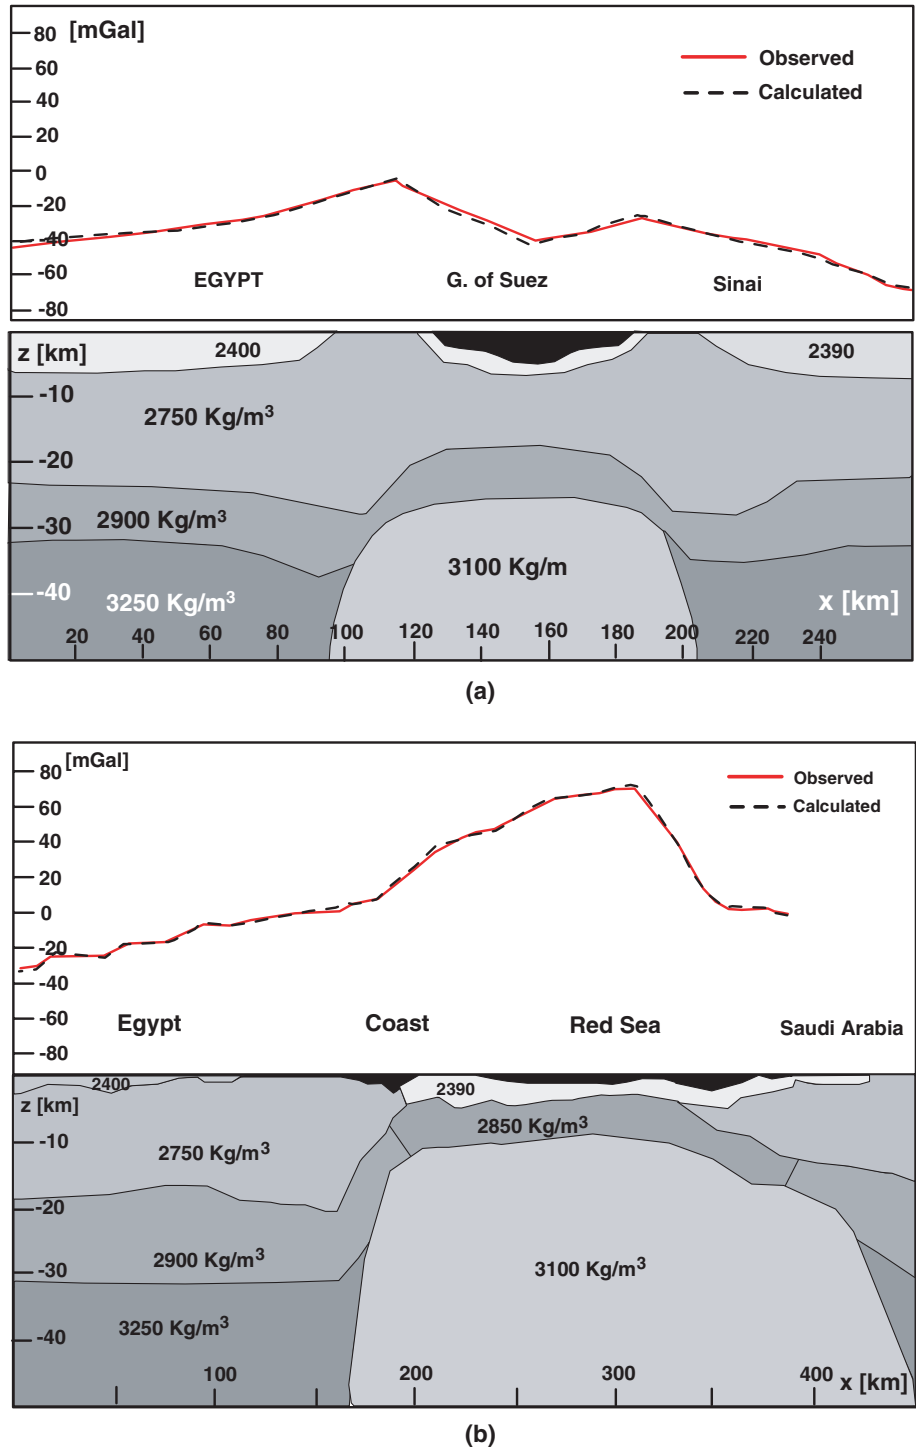 80 [mGal]
60
40
20
0
-20
-40
-60
-80
Observed
Calculated
EGYPT G. of Suez Sinai
z [km]
2400 2390
-10
2750 Kg/m³
-20
2900 Kg/m³
-30
3100 Kg/m
-40
3250 Kg/m³
x [km]
20 40 60 80 100 120 140 160 180 200 220 240
(a)
80 [mGal]
60
40
20
0
-20
-40
-60
-80
Observed
Calculated
Egypt Coast Red Sea Saudi Arabia
2400 2390
z [km]
2850 Kg/m³
-10
2750 Kg/m³
-20
2900 Kg/m³
-30
3100 Kg/m³
3250 Kg/m³
-40
100 200 300 400 x [km]
(b)